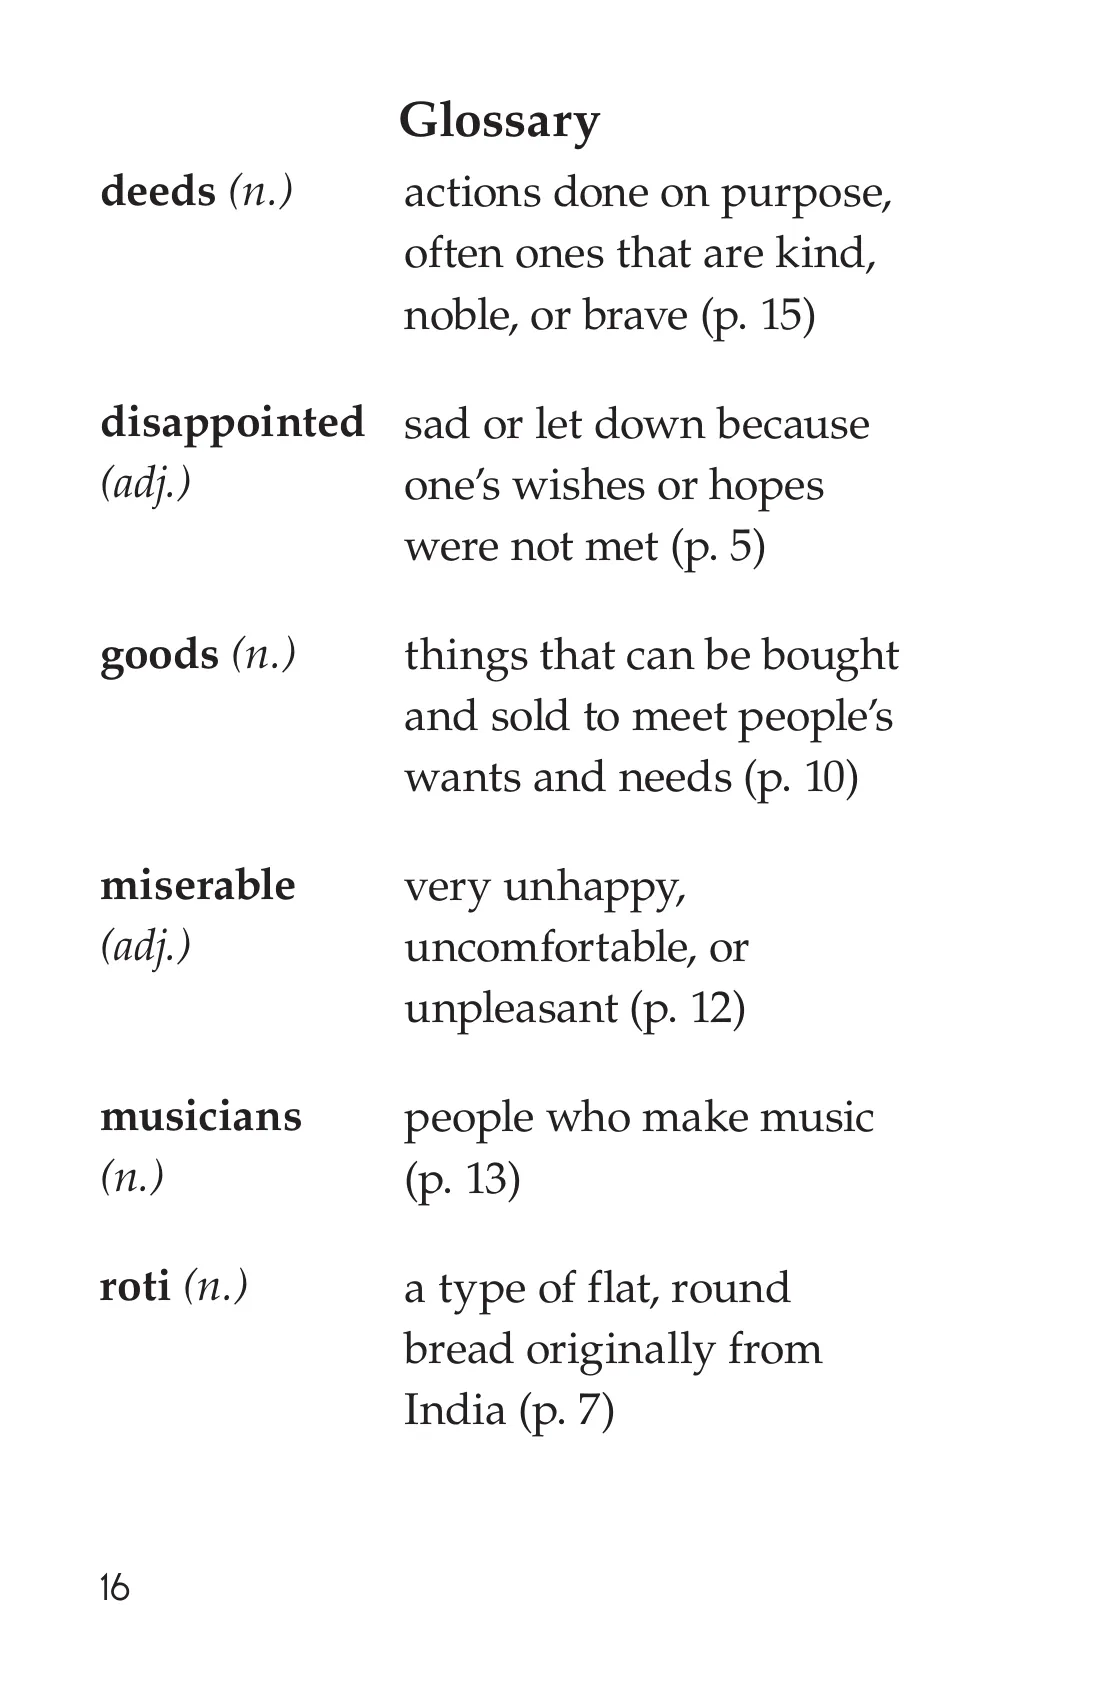 Glossary
deeds (n.) actions done on purpose,
often ones that are kind,
noble, or brave (p. 15)
disappointed sad or let down because
(adj.) one’s wishes or hopes
were not met (p. 5)
goods (n.) things that can be bought
and sold to meet people’s
wants and needs (p. 10)
miserable very unhappy,
(adj.) uncomfortable, or
unpleasant (p. 12)
musicians people who make music
(n.) (p. 13)
roti (n.) a type of flat, round
bread originally from
India (p. 7)
16